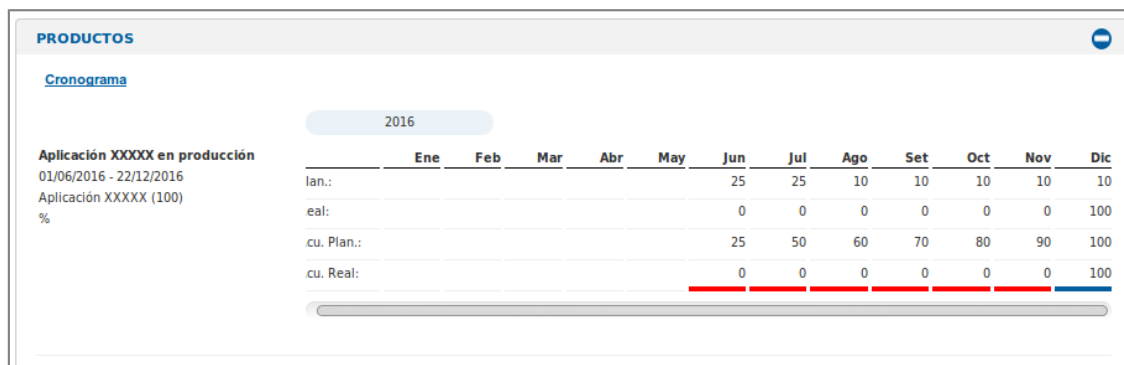 PRODUCTOS
Cronograma
2016
Ene Feb Mar Abr May Jun Jul Ago Set Oct Nov Dic
Aplicación XXXXX en producción
01/06/2016 - 22/12/2016
Aplicación XXXXX (100)
%
lan.: 25 25 10 10 10 10 10
eal: 0 0 0 0 0 0 100
cu. Plan.: 25 50 60 70 80 90 100
cu. Real: 0 0 0 0 0 0 100